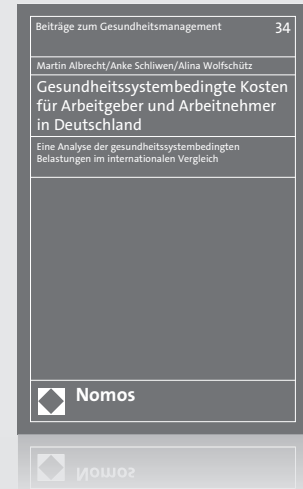 Beiträge zum Gesundheitsmanagement 34
Martin Albrecht/Anke Schliwen/Alina Wolfschütz
Gesundheitssystembedingte Kosten
für Arbeitgeber und Arbeitnehmer
in Deutschland
Eine Analyse der gesundheitssystembedingten
Belastungen im internationalen Vergleich
Nomos
Nomos